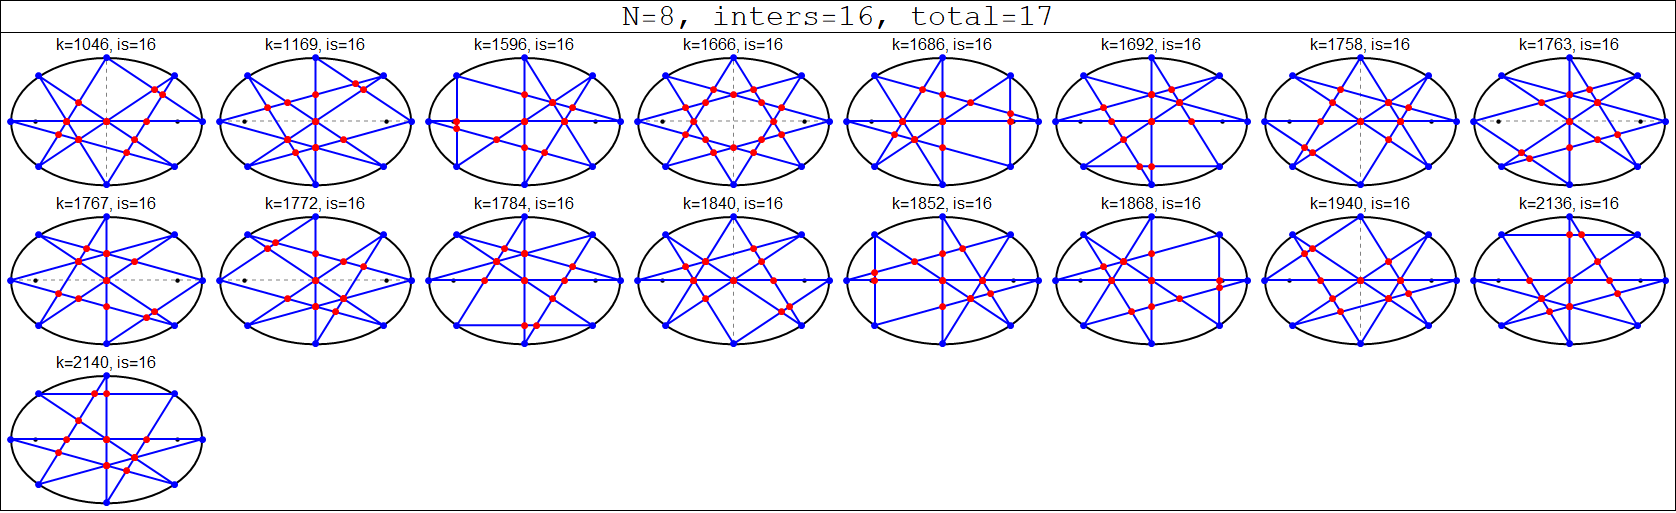 N=8, inters=16, total=17
k=1046, is=16 k=1169, is=16 k=1596, is=16 k=1666, is=16 k=1686, is=16 k=1692, is=16 k=1758, is=16 k=1763, is=16
k=1767, is=16 k=1772, is=16 k=1784, is=16 k=1840, is=16 k=1852, is=16 k=1868, is=16 k=1940, is=16 k=2136, is=16
k=2140, is=16